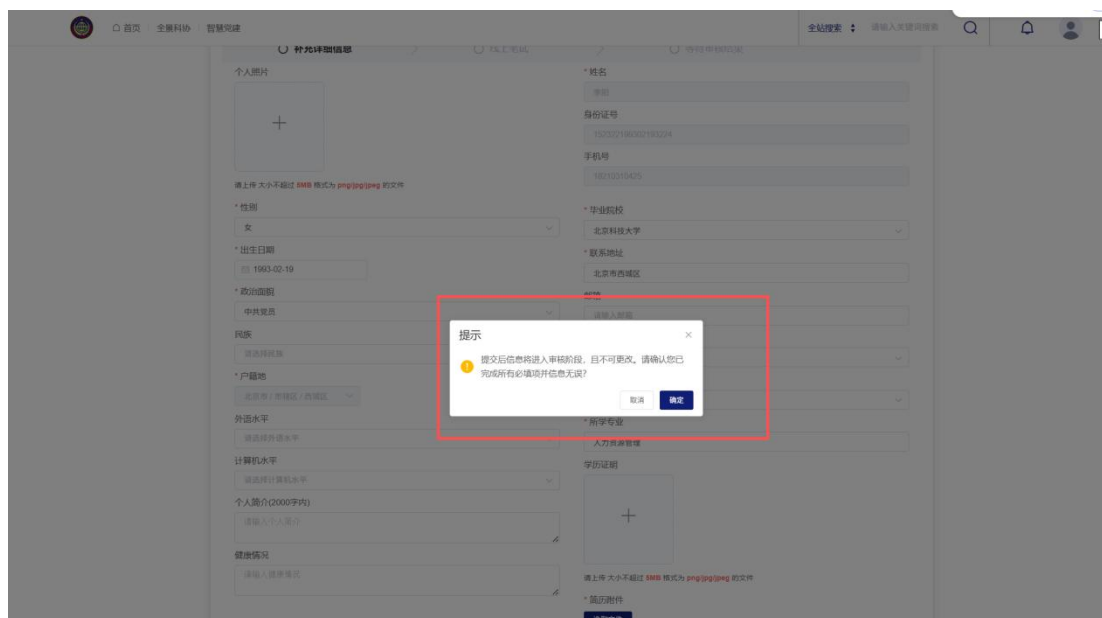 首页 全景科协 智慧党建 全站搜索 请输入关键词搜索
补充详细信息 线上笔试
个人照片
请上传 大小不超过 5MB 格式为 png/jpg/jpeg 的文件
* 性别
女
* 出生日期
1993-02-19
* 政治面貌
中共党员
民族
请选择民族
* 户籍地
外语水平
请选择外语水平
计算机水平
请选择计算机水平
个人简介(2000字内)
请输入个人简介
健康情况
请输入健康情况
* 姓名
身份证号
手机号
* 毕业院校
北京科技大学
* 联系地址
北京市西城区
邮箱
请输入邮箱
提示
提交后信息将进入审核阶段，且不可更改。请确认您已
完成所有必填项并信息无误?
取消 确定
* 所学专业
人力资源管理
学历证明
请上传 大小不超过 5MB 格式为 png/jpg/jpeg 的文件
* 简历附件